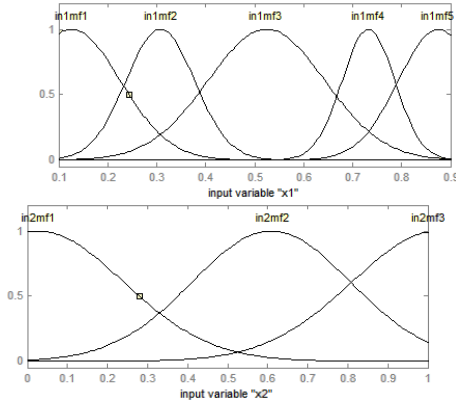 in1mf1 in1mf2 in1mf3 in1mf4 in1mf5
1
0.5
0
0.1 0.2 0.3 0.4 0.5 0.6 0.7 0.8 0.9
input variable "x1"
in2mf1 in2mf2 in2mf3
1
0.5
0
0 0.1 0.2 0.3 0.4 0.5 0.6 0.7 0.8 0.9 1
input variable "x2"